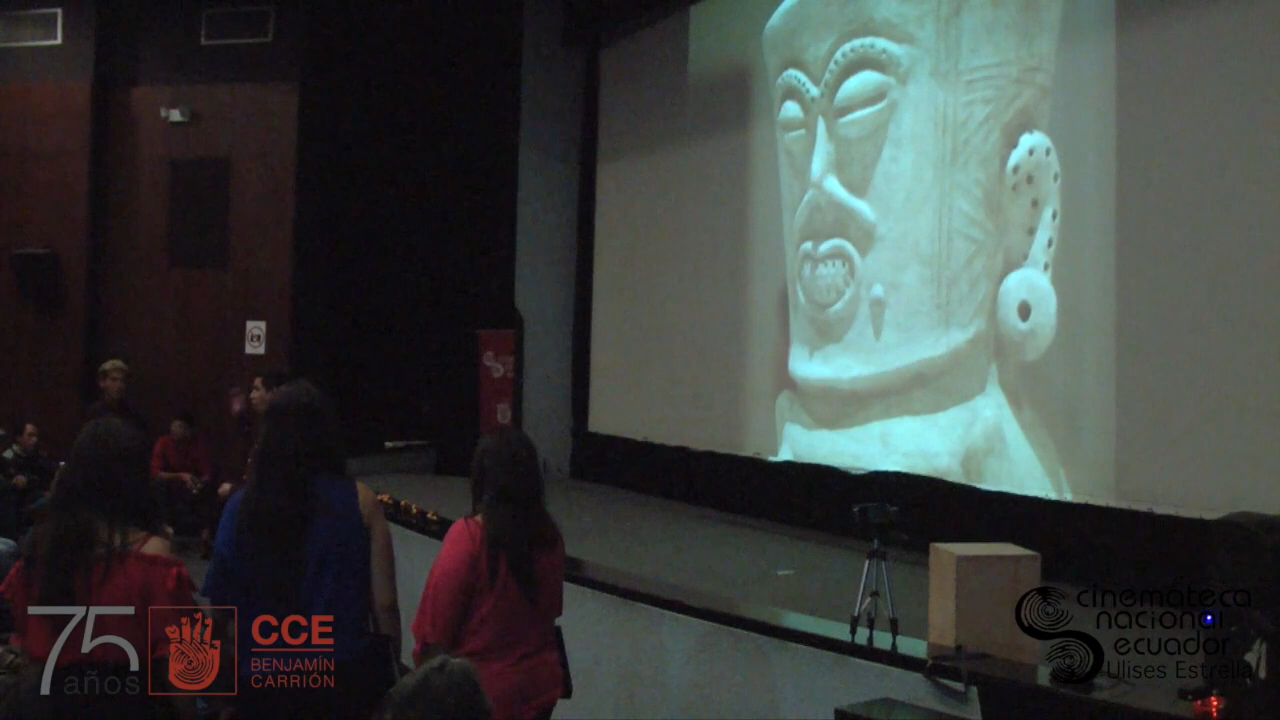 75
años
CCE
BENJAMÍN
CARRIÓN
cinemateca
nacional
ecuador
Ulises Estrella